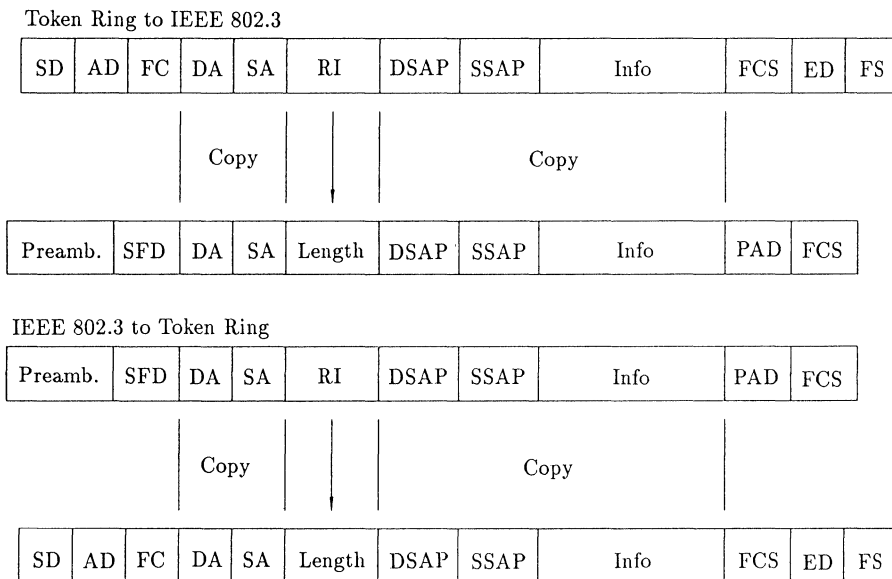 Token Ring to IEEE 802.3
SD AD FC DA SA RI DSAP SSAP Info FCS ED FS
Copy Copy
Preamb. SFD DA SA Length DSAP SSAP Info PAD FCS
IEEE 802.3 to Token Ring
Preamb. SFD DA SA RI DSAP SSAP Info PAD FCS
Copy Copy
SD AD FC DA SA Length DSAP SSAP Info FCS ED FS